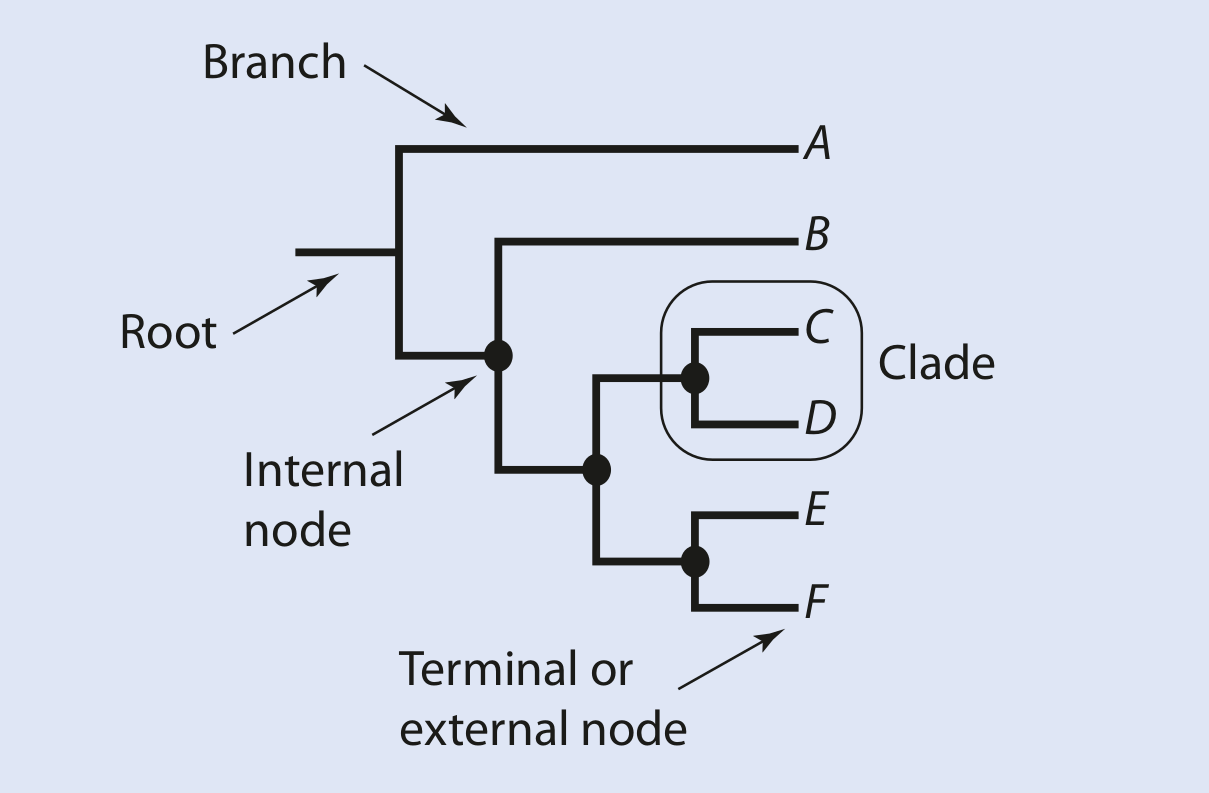 Branch
A
B
Root
C
Clade
D
Internal
node
E
F
Terminal or
external node